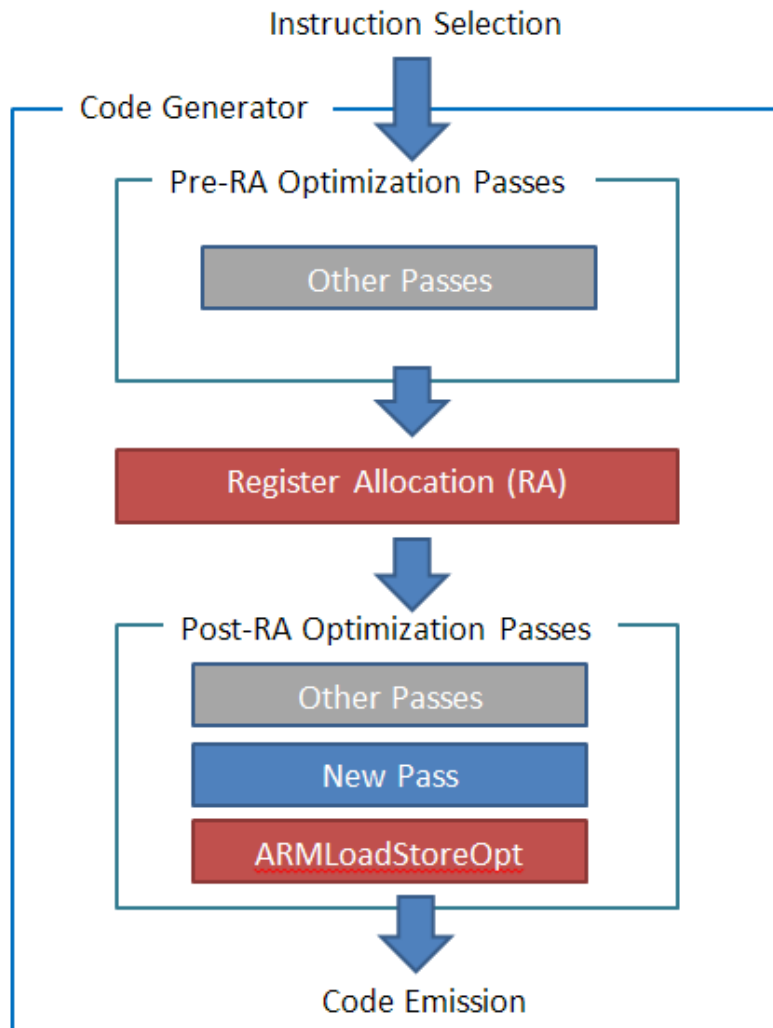 Instruction Selection
Code Generator
Pre-RA Optimization Passes
Other Passes
Register Allocation (RA)
Post-RA Optimization Passes
Other Passes
New Pass
ARMLoadStoreOpt
Code Emission